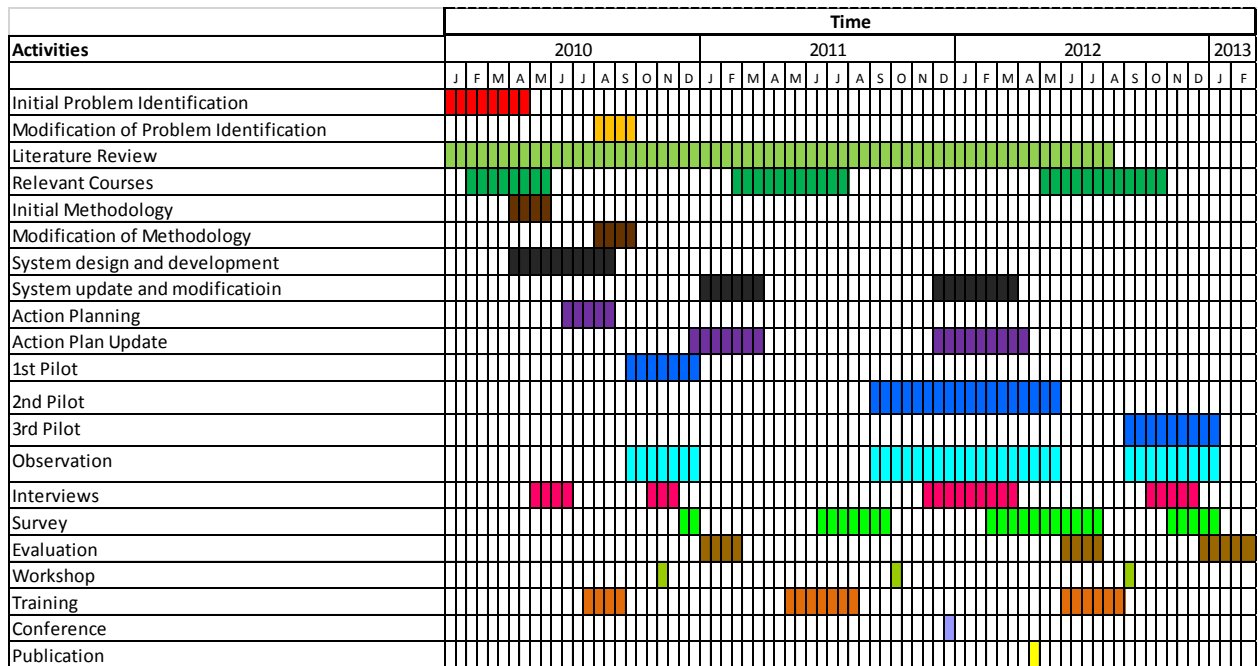 Time
Activities 2010 2011 2012 2013
J F M A M J J A S O N D J F M A M J J A S O N D J F M A M J J A S O N D J F
Initial Problem Identification
Modification of Problem Identification
Literature Review
Relevant Courses
Initial Methodology
Modification of Methodology
System design and development
System update and modificatioin
Action Planning
Action Plan Update
1st Pilot
2nd Pilot
3rd Pilot
Observation
Interviews
Survey
Evaluation
Workshop
Training
Conference
Publication